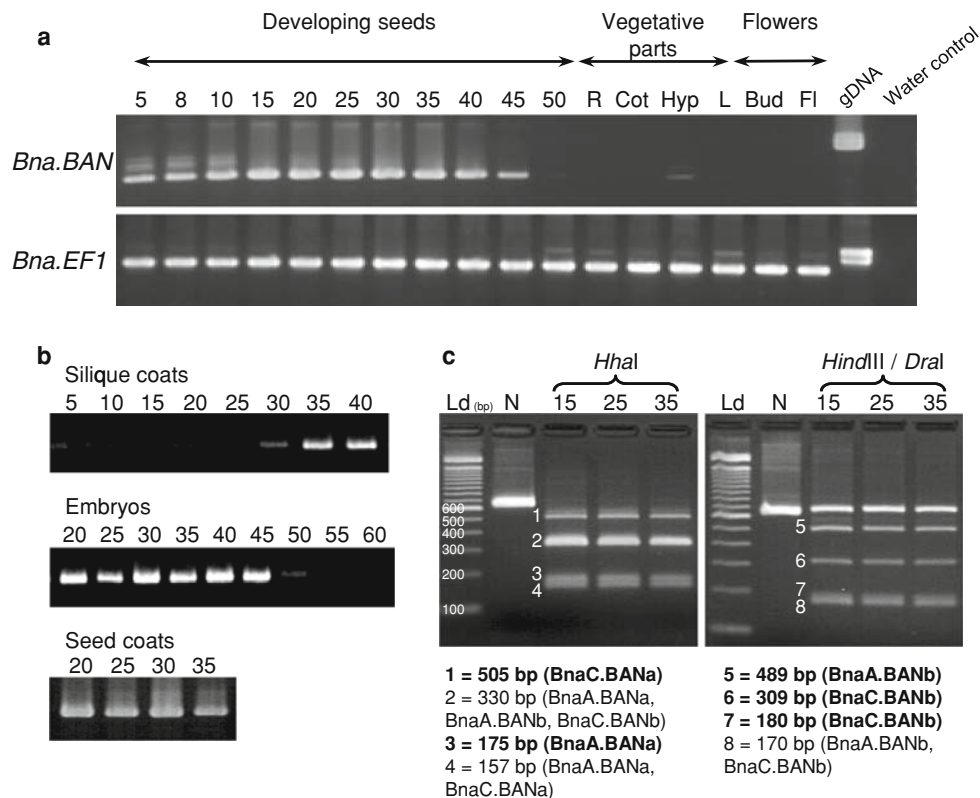 a
Developing seeds
Vegetative parts
Flowers
5 8 10 15 20 25 30 35 40 45 50 R Cot Hyp L Bud Fl gDNA Water control
Bna.BAN
Bna.EF1
b
Silique coats
5 10 15 20 25 30 35 40
Embryos
20 25 30 35 40 45 50 55 60
Seed coats
20 25 30 35
c
HhaI
Ld (bp) N 15 25 35
600
500
400
300
200
100
1
2
3
4
1 = 505 bp (BnaC.BANa)
2 = 330 bp (BnaA.BANa,
BnaA.BANb, BnaC.BANb)
3 = 175 bp (BnaA.BANa)
4 = 157 bp (BnaA.BANa,
BnaC.BANa)
HindIII / DraI
Ld N 15 25 35
5
6
7
8
5 = 489 bp (BnaA.BANb)
6 = 309 bp (BnaC.BANb)
7 = 180 bp (BnaC.BANb)
8 = 170 bp (BnaA.BANb,
BnaC.BANb)